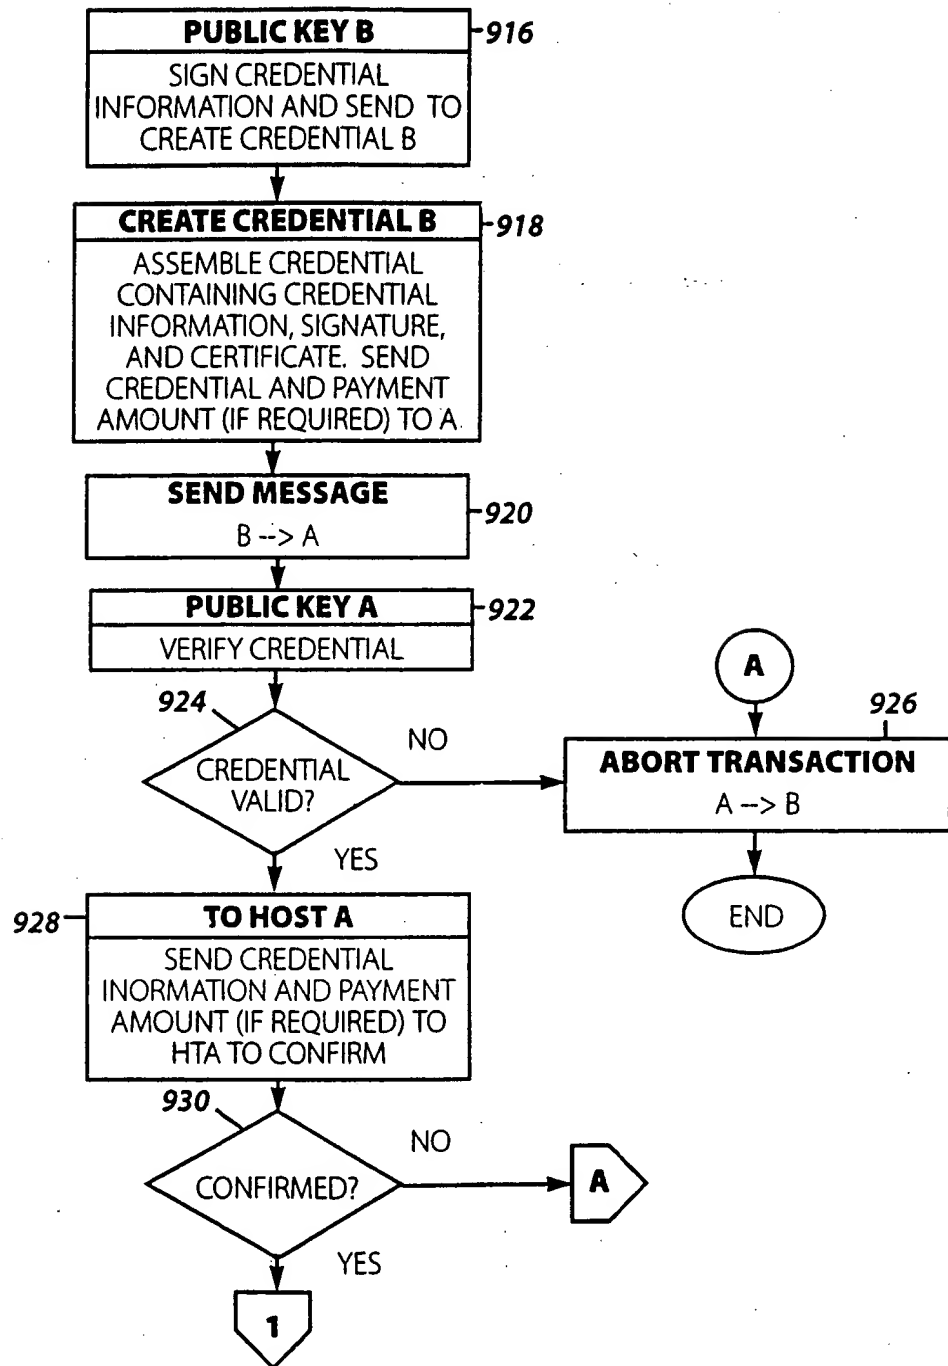 PUBLIC KEY B
916
SIGN CREDENTIAL
INFORMATION AND SEND TO
CREATE CREDENTIAL B
CREATE CREDENTIAL B
918
ASSEMBLE CREDENTIAL
CONTAINING CREDENTIAL
INFORMATION, SIGNATURE,
AND CERTIFICATE. SEND
CREDENTIAL AND PAYMENT
AMOUNT (IF REQUIRED) TO A
SEND MESSAGE
920
B --> A
PUBLIC KEY A
922
VERIFY CREDENTIAL
924
CREDENTIAL
VALID?
NO
YES
A
926
ABORT TRANSACTION
A --> B
END
928
TO HOST A
SEND CREDENTIAL
INORMATION AND PAYMENT
AMOUNT (IF REQUIRED) TO
HTA TO CONFIRM
930
CONFIRMED?
NO
A
YES
1